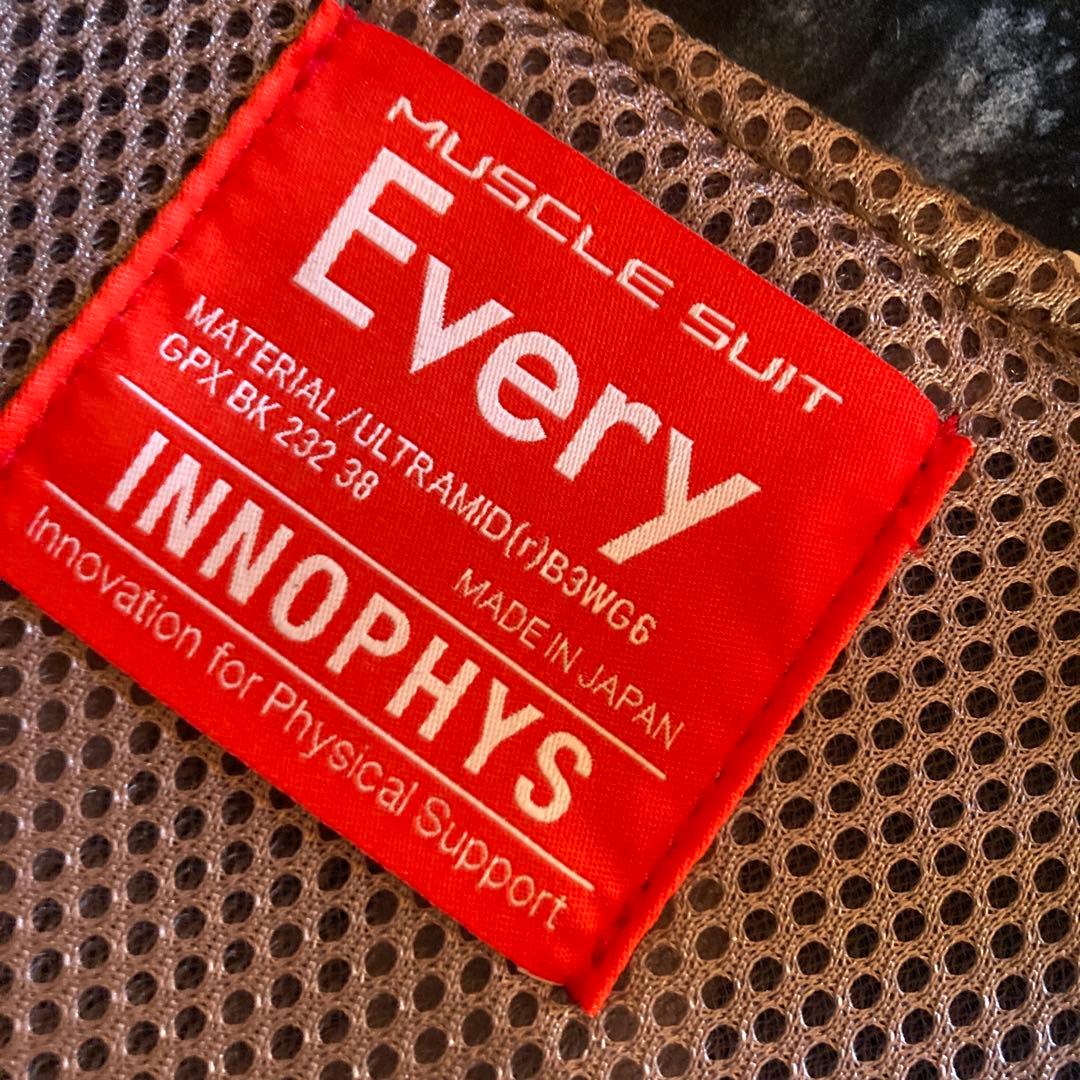 MUSCLE SUIT
Every
MATERIAL/ULTRAMID(r)B3WG6
GPX BK 232 38
MADE IN JAPAN
INNOPHYS
Innovation for Physical Support